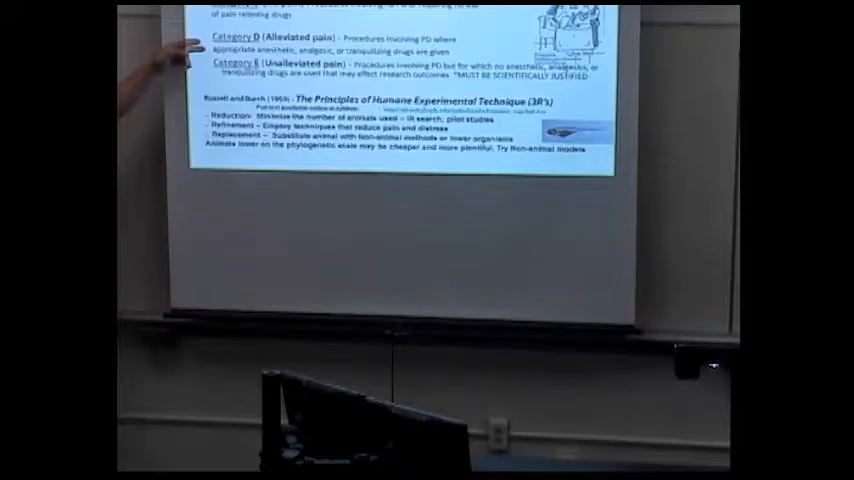 of pain relieving drugs
Category D (Alleviated pain) - Procedures involving PD where
appropriate anesthetic, analgesic, or tranquilizing drugs are given
Category E (Unalleviated pain) - Procedures involving PD but for which no anesthetic, analgesics, or
tranquilizing drugs are used that may effect research outcomes *MUST BE SCIENTIFICALLY JUSTIFIED
Russell and Burch (1959) - The Principles of Humane Experimental Technique (3R's)
- Reduction- Minimize the number of animals used - lit search, pilot studies
- Refinement - Employ techniques that reduce pain and distress
- Replacement - Substitute animal with Non-animal methods or lower organisms
Animals lower on the phylogenetic scale may be cheaper and more plentiful. Try Non-animal models